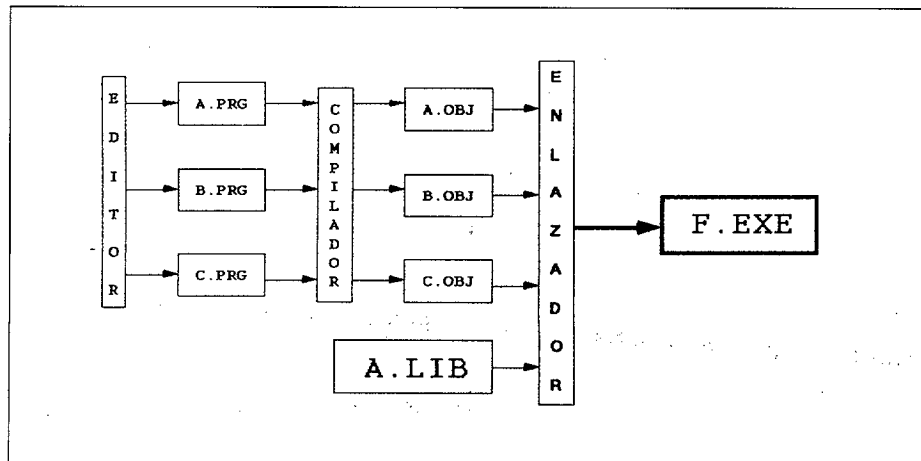 EDITOR
A.PRG
B.PRG
C.PRG
COMPILADOR
A.OBJ
B.OBJ
C.OBJ
A.LIB
ENLAZADOR
F.EXE